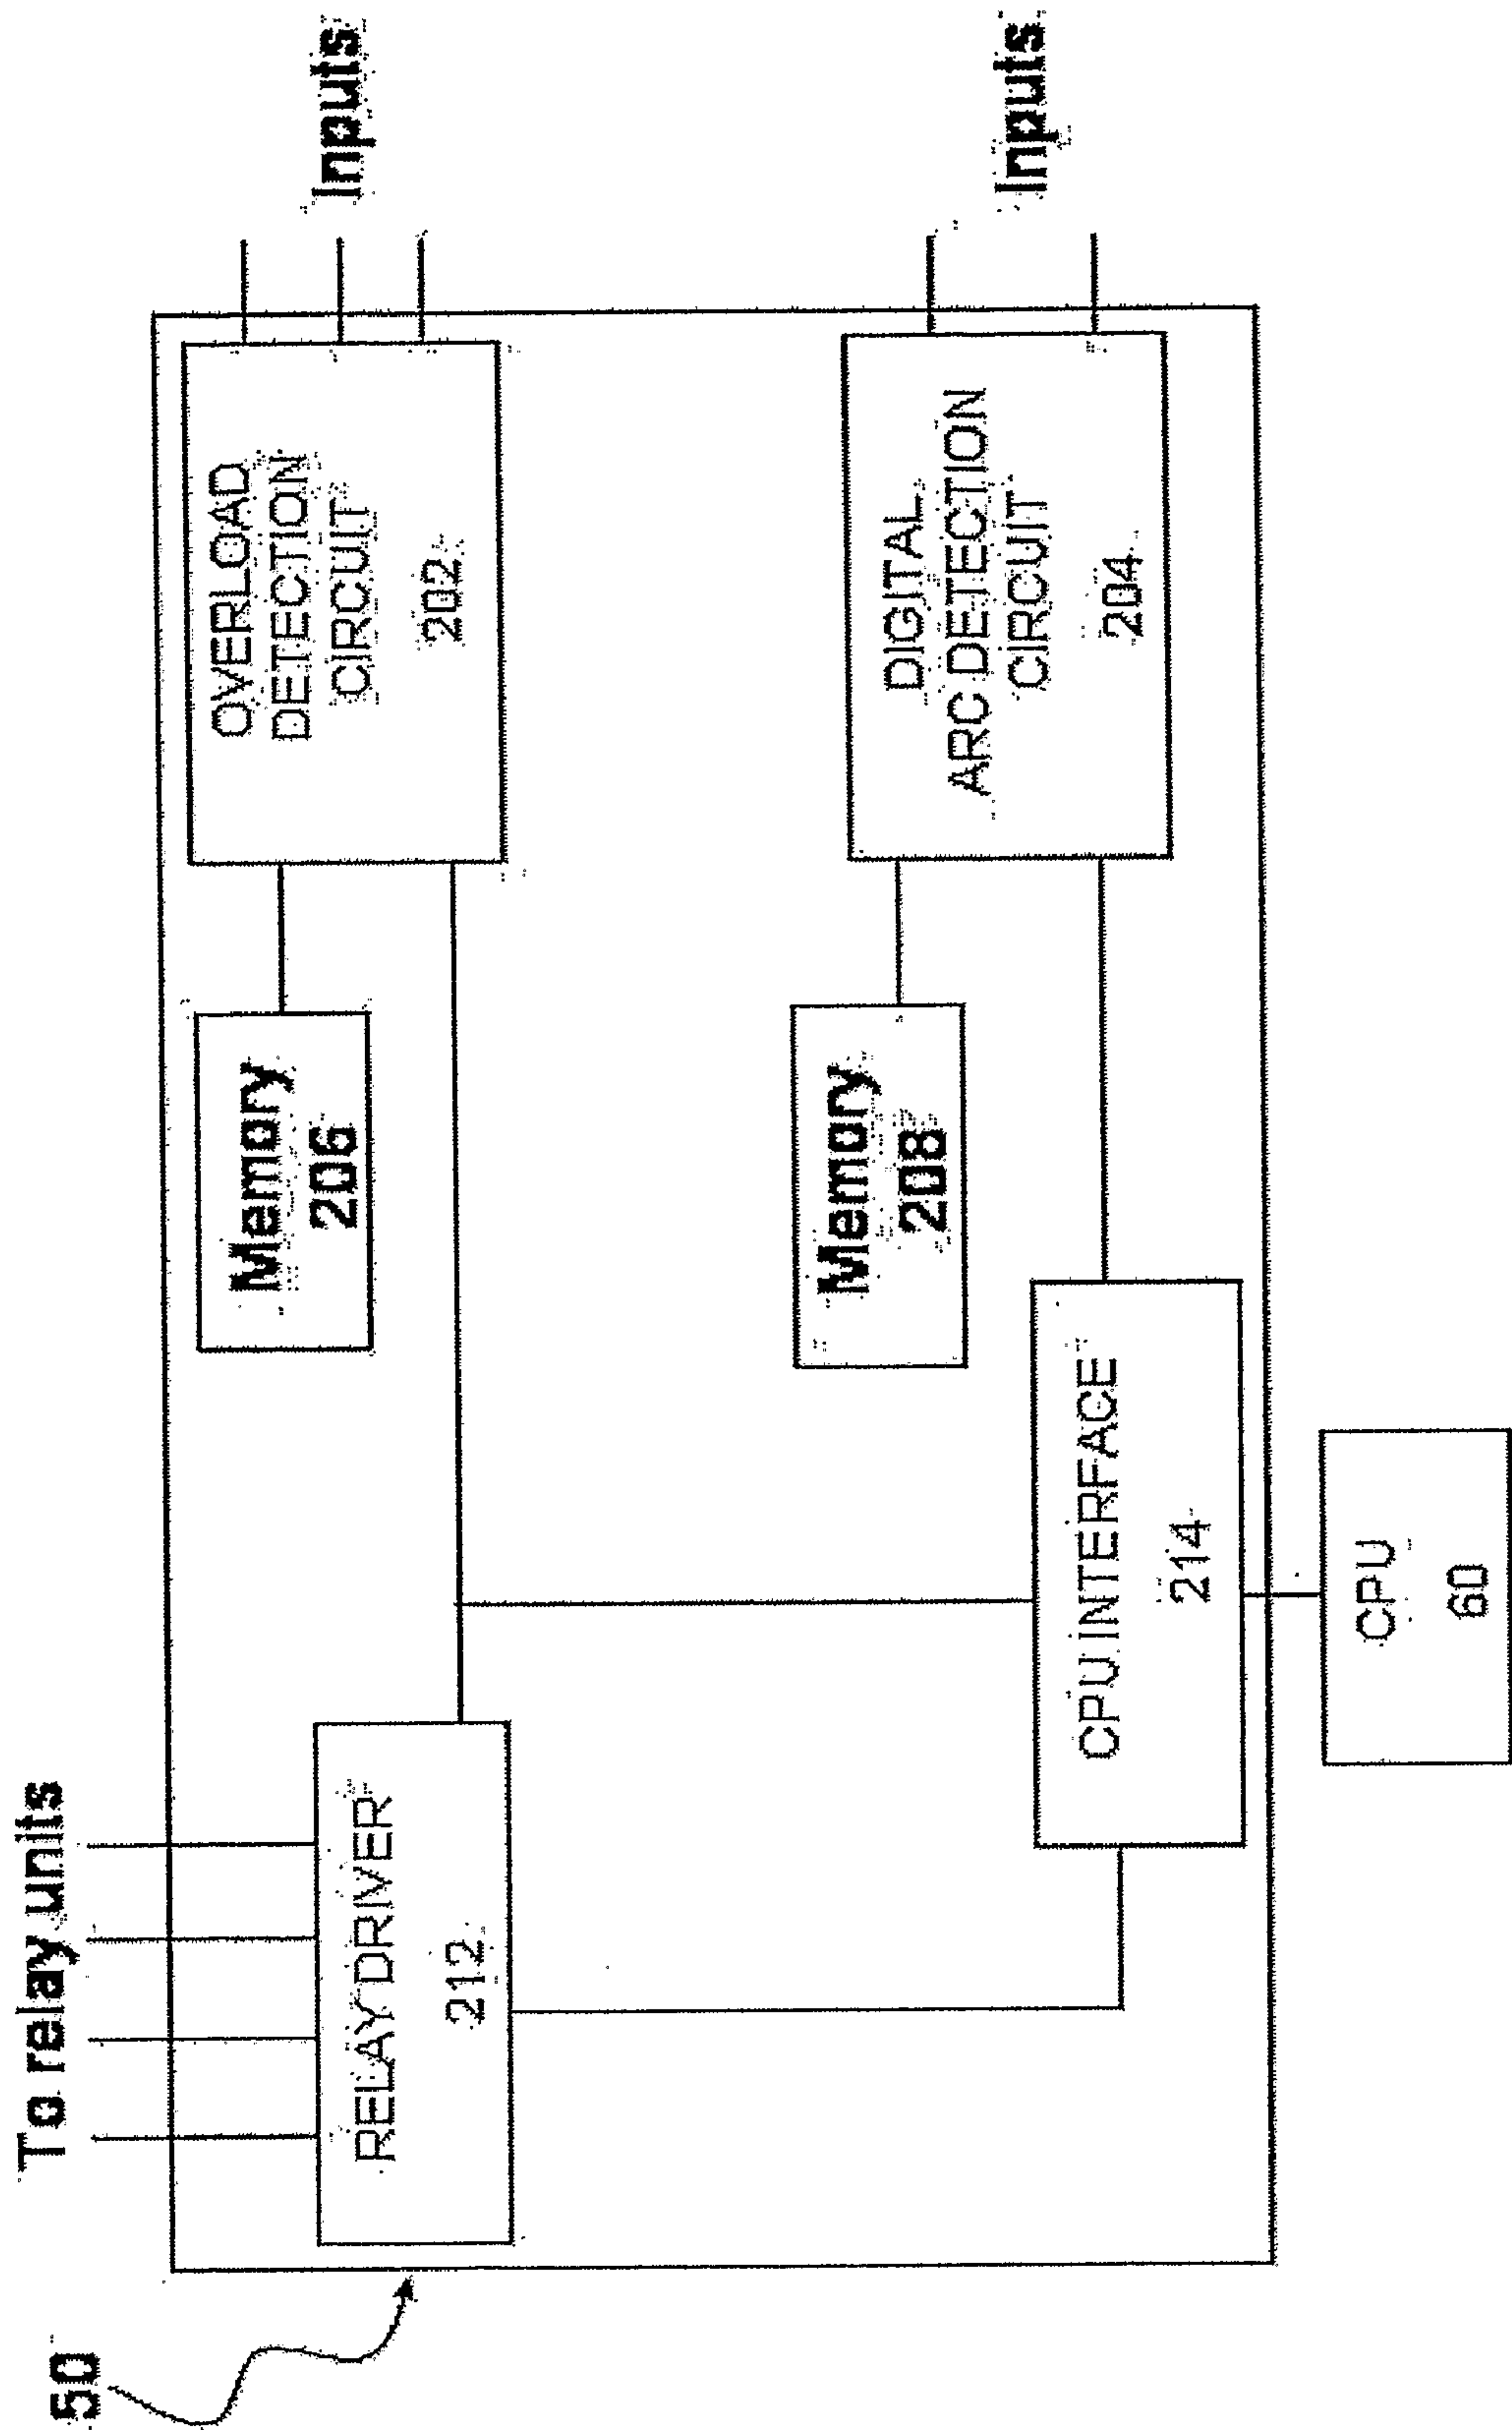 50
To relay units
RELAY DRIVER
212
Memory
206
OVERLOAD
DETECTION
CIRCUIT
202
Inputs
Memory
208
DIGITAL
ARC DETECTION
CIRCUIT
204
Inputs
CPU INTERFACE
214
CPU
60